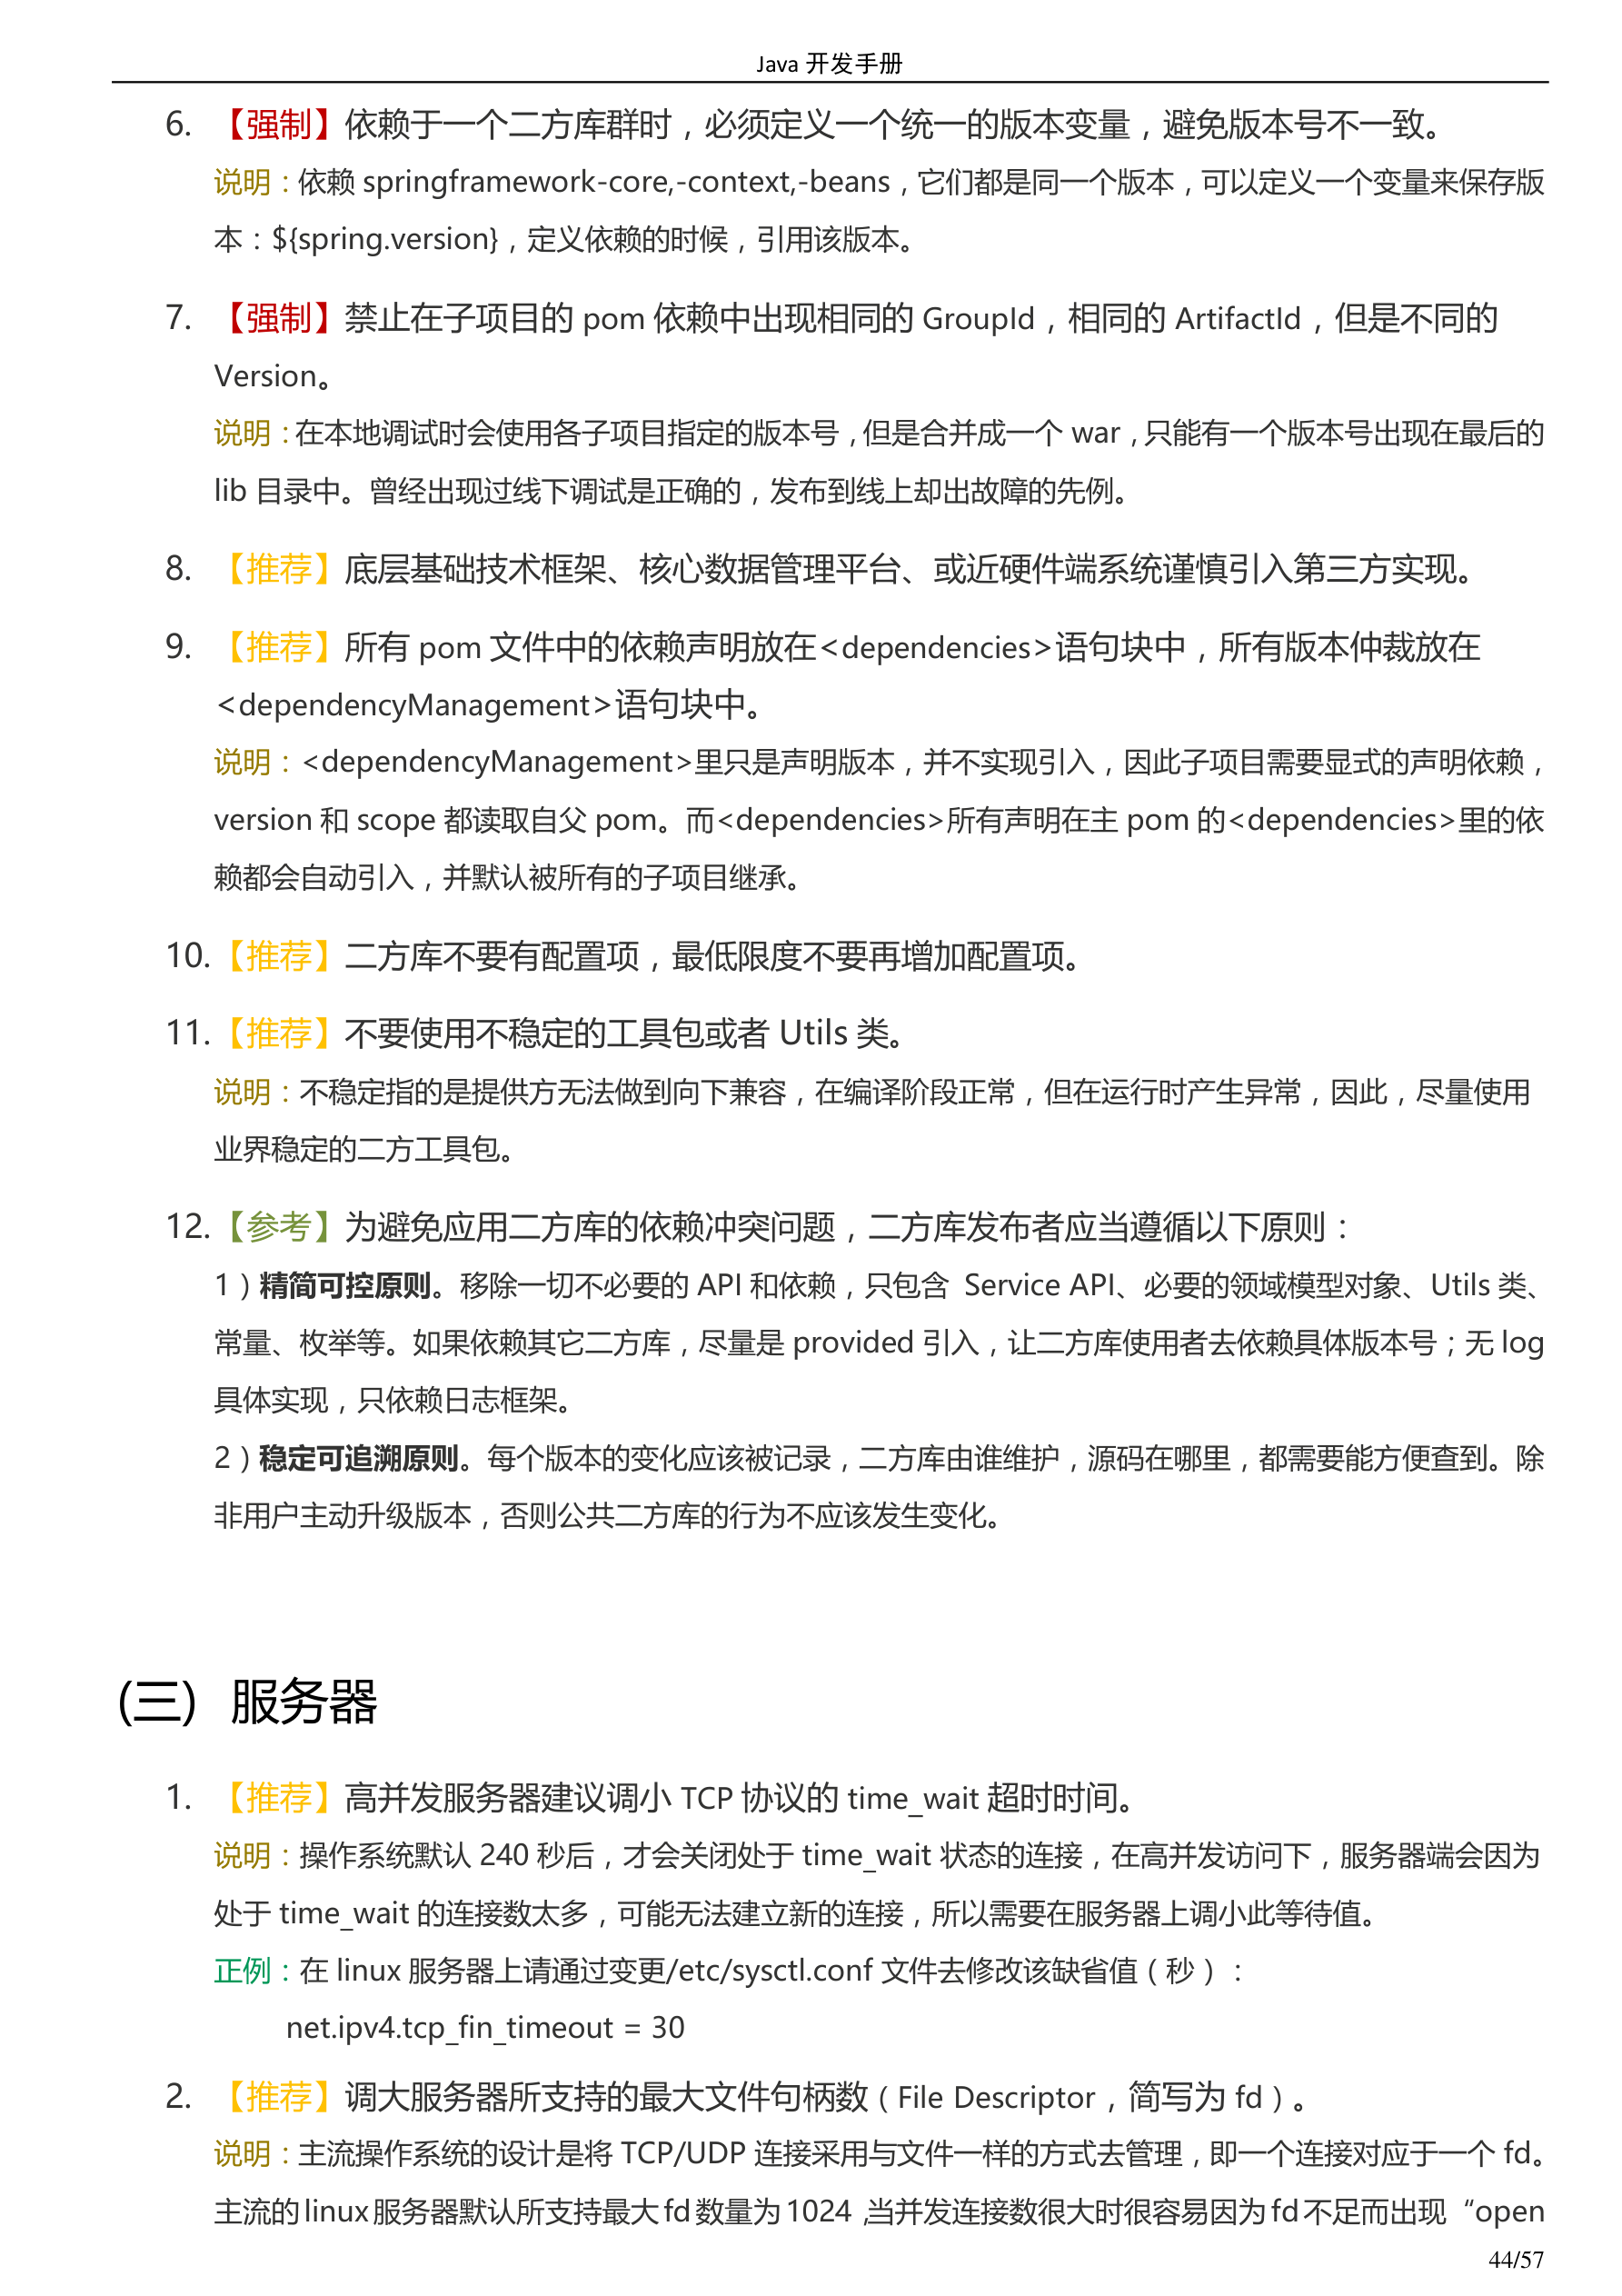 Java 开发手册
6. 【强制】依赖于一个二方库群时，必须定义一个统一的版本变量，避免版本号不一致。
说明：依赖 springframework-core,-context,-beans，它们都是同一个版本，可以定义一个变量来保存版
本：${spring.version}，定义依赖的时候，引用该版本。
7. 【强制】禁止在子项目的 pom 依赖中出现相同的 GroupId，相同的 ArtifactId，但是不同的
Version。
说明：在本地调试时会使用各子项目指定的版本号，但是合并成一个 war，只能有一个版本号出现在最后的
lib 目录中。曾经出现过线下调试是正确的，发布到线上却出故障的先例。
8. 【推荐】底层基础技术框架、核心数据管理平台、或近硬件端系统谨慎引入第三方实现。
9. 【推荐】所有 pom 文件中的依赖声明放在<dependencies>语句块中，所有版本仲裁放在
<dependencyManagement>语句块中。
说明：<dependencyManagement>里只是声明版本，并不实现引入，因此子项目需要显式的声明依赖，
version 和 scope 都读取自父 pom。而<dependencies>所有声明在主 pom 的<dependencies>里的依
赖都会自动引入，并默认被所有的子项目继承。
10.【推荐】二方库不要有配置项，最低限度不要再增加配置项。
11.【推荐】不要使用不稳定的工具包或者 Utils 类。
说明：不稳定指的是提供方无法做到向下兼容，在编译阶段正常，但在运行时产生异常，因此，尽量使用
业界稳定的二方工具包。
12.【参考】为避免应用二方库的依赖冲突问题，二方库发布者应当遵循以下原则：
1）精简可控原则。移除一切不必要的 API 和依赖，只包含 Service API、必要的领域模型对象、Utils 类、
常量、枚举等。如果依赖其它二方库，尽量是 provided 引入，让二方库使用者去依赖具体版本号；无 log
具体实现，只依赖日志框架。
2）稳定可追溯原则。每个版本的变化应该被记录，二方库由谁维护，源码在哪里，都需要能方便查到。除
非用户主动升级版本，否则公共二方库的行为不应该发生变化。
(三) 服务器
1. 【推荐】高并发服务器建议调小 TCP 协议的 time_wait 超时时间。
说明：操作系统默认 240 秒后，才会关闭处于 time_wait 状态的连接，在高并发访问下，服务器端会因为
处于 time_wait 的连接数太多，可能无法建立新的连接，所以需要在服务器上调小此等待值。
正例：在 linux 服务器上请通过变更/etc/sysctl.conf 文件去修改该缺省值（秒）：
net.ipv4.tcp_fin_timeout = 30
2. 【推荐】调大服务器所支持的最大文件句柄数（File Descriptor，简写为 fd）。
说明：主流操作系统的设计是将 TCP/UDP 连接采用与文件一样的方式去管理，即一个连接对应于一个 fd。
主流的 linux 服务器默认所支持最大 fd 数量为 1024，当并发连接数很大时很容易因为 fd 不足而出现“open
44/57